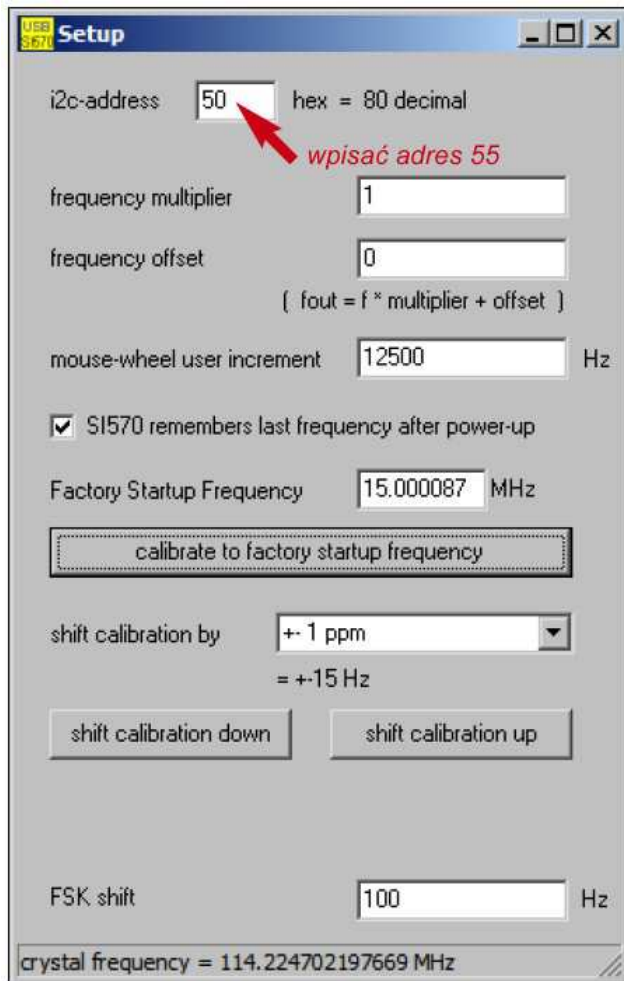 USB
Si570
Setup
i2c-address 50 hex = 80 decimal
wpisać adres 55
frequency multiplier 1
frequency offset 0
( fout = f * multiplier + offset )
mouse-wheel user increment 12500 Hz
SI570 remembers last frequency after power-up
Factory Startup Frequency 15.000087 MHz
calibrate to factory startup frequency
shift calibration by +- 1 ppm
= +-15 Hz
shift calibration down shift calibration up
FSK shift 100 Hz
crystal frequency = 114.224702197669 MHz